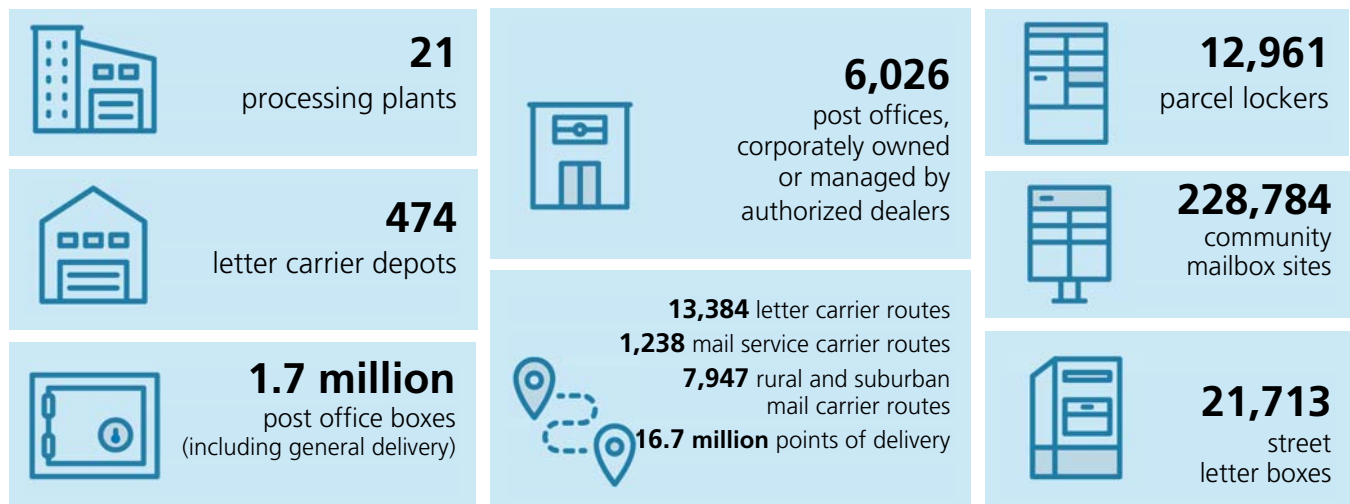 21
processing plants
474
letter carrier depots
1.7 million
post office boxes
(including general delivery)
6,026
post offices,
corporately owned
or managed by
authorized dealers
13,384 letter carrier routes
1,238 mail service carrier routes
7,947 rural and suburban
mail carrier routes
16.7 million points of delivery
12,961
parcel lockers
228,784
community
mailbox sites
21,713
street
letter boxes